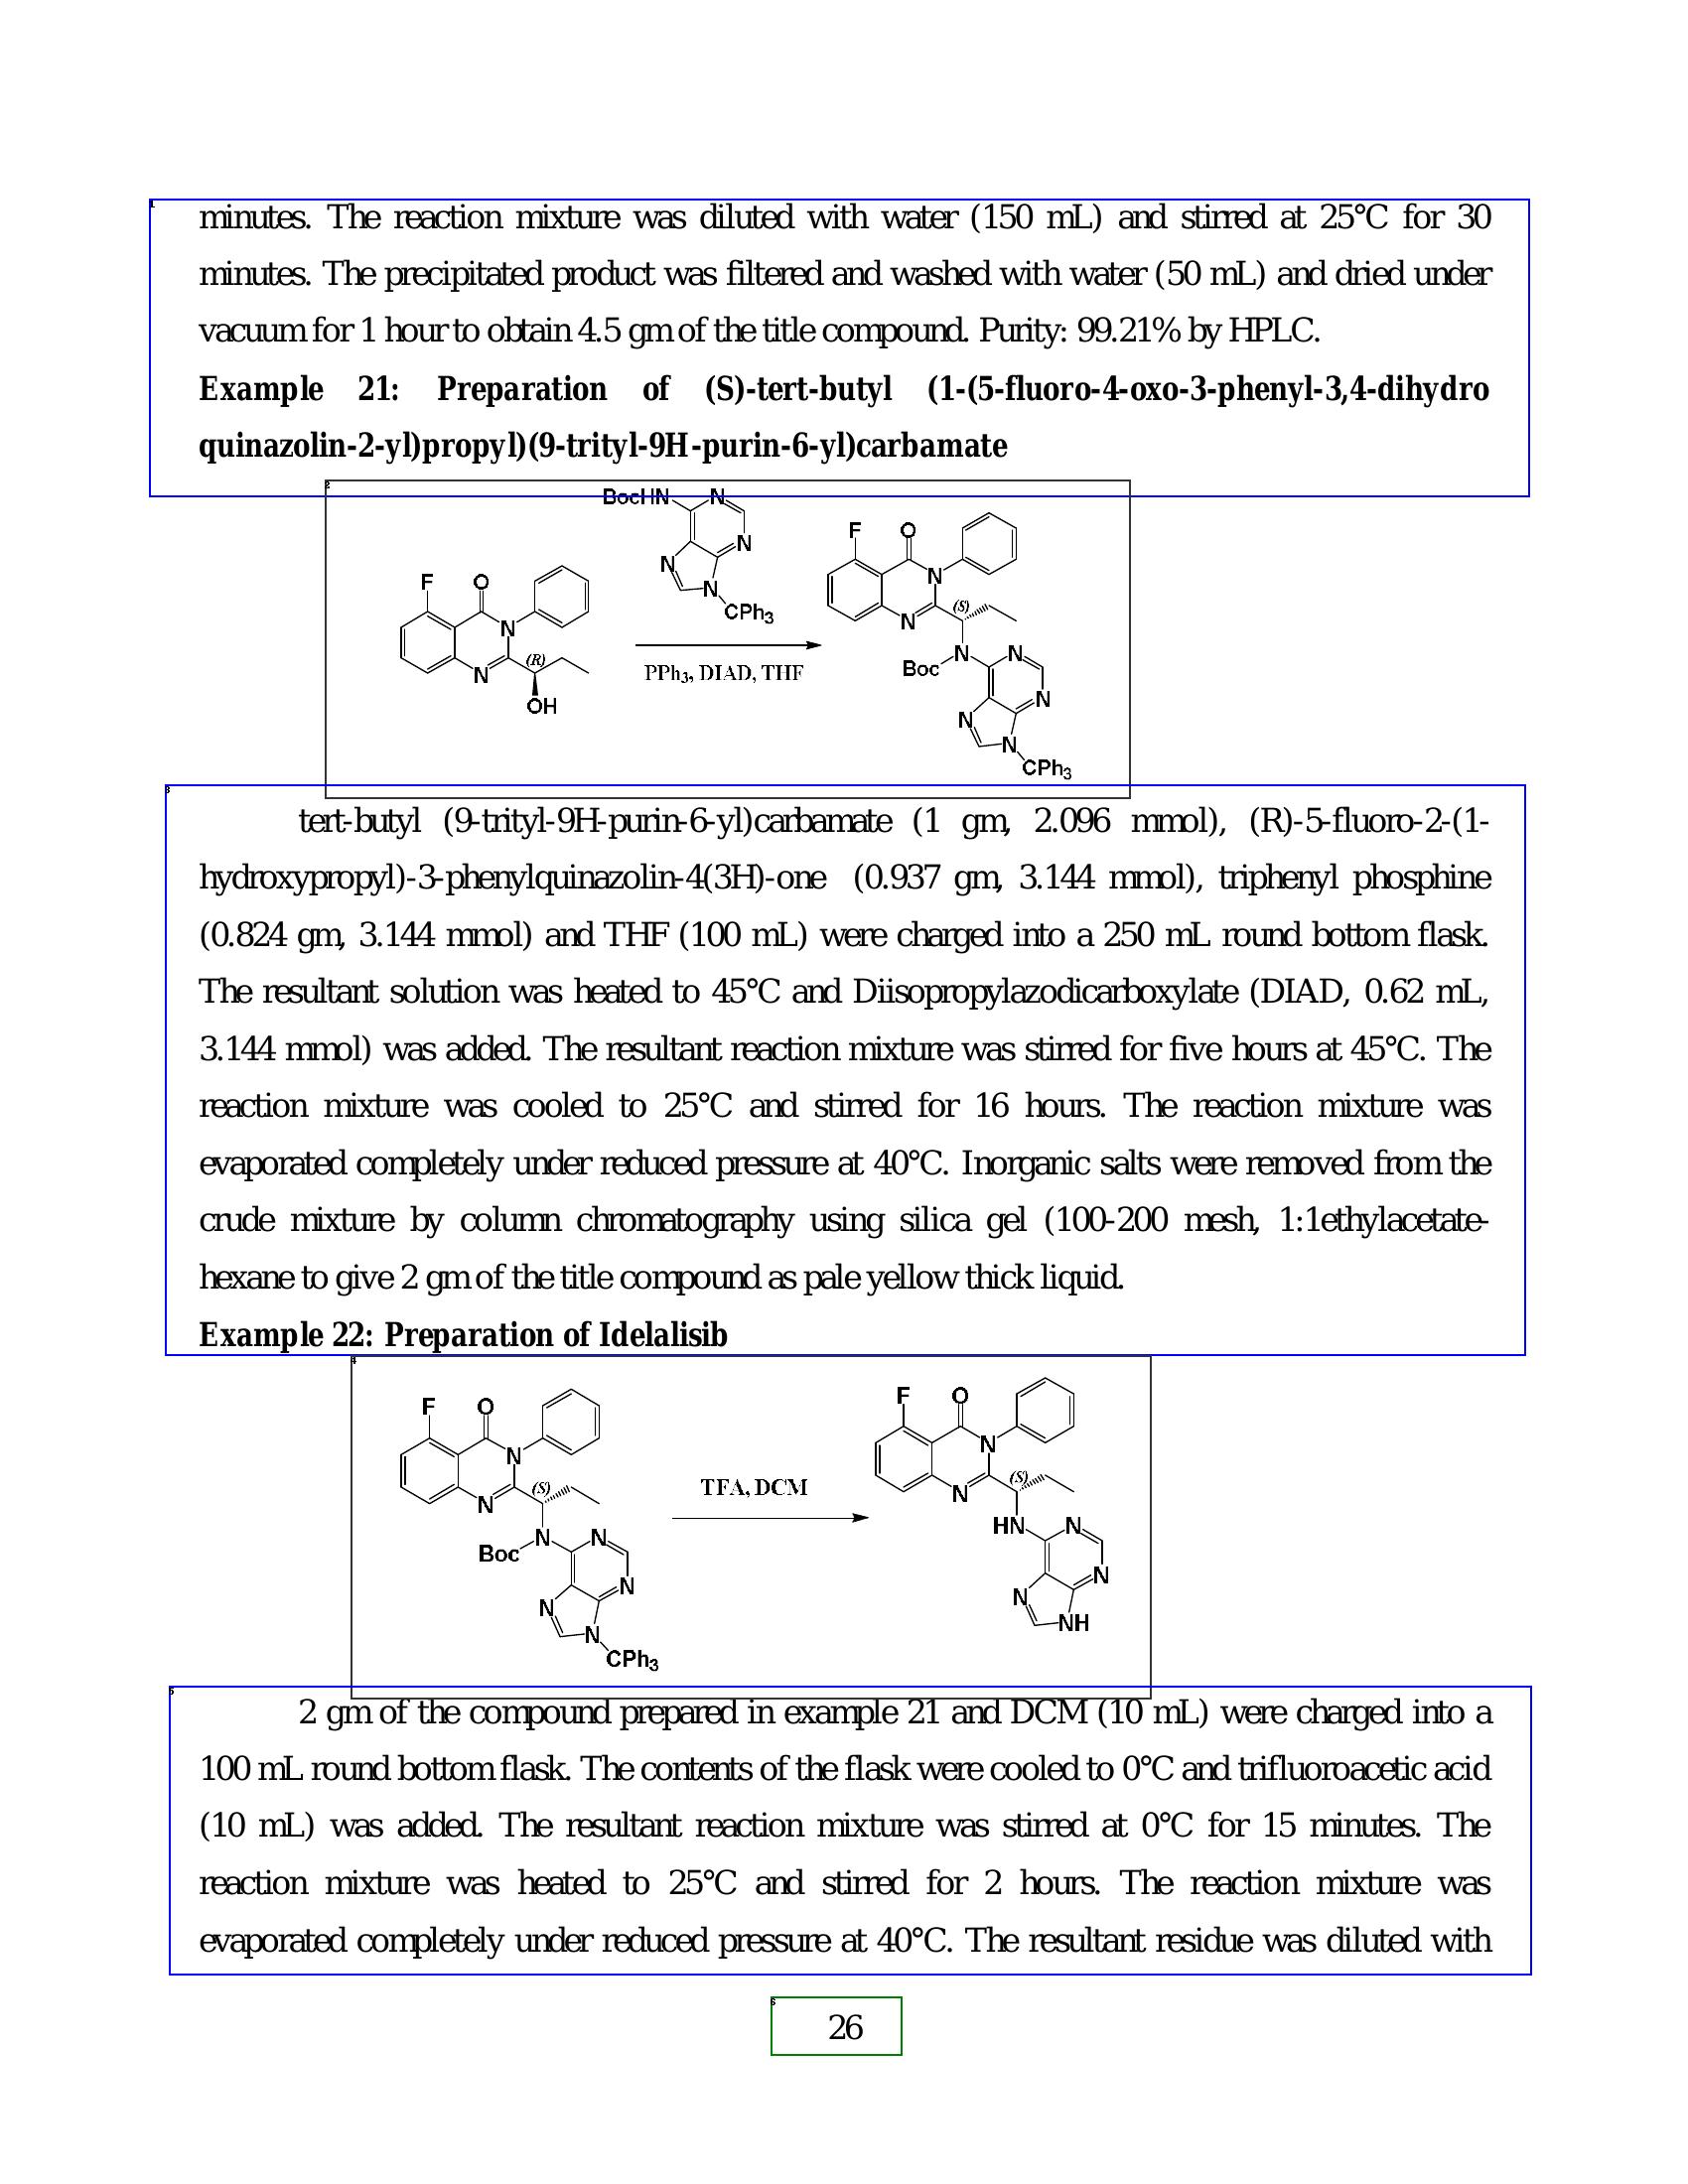 minutes. The reaction mixture was diluted with water (150 mL) and stirred at 25°C for 30
minutes. The precipitated product was filtered and washed with water (50 mL) and dried under
vacuum for 1 hour to obtain 4.5 gm of the title compound. Purity: 99.21% by HPLC.
Example 21: Preparation of (S)-tert-butyl (1-(5-fluoro-4-oxo-3-phenyl-3,4-dihydro
quinazolin-2-yl)propyl)(9-trityl-9H-purin-6-yl)carbamate
F O N N (R) OH
BocHN N N N N CPh3
PPh3, DIAD, THF
F O N N (S) Boc N N N N N CPh3
tert-butyl (9-trityl-9H-purin-6-yl)carbamate (1 gm, 2.096 mmol), (R)-5-fluoro-2-(1-
hydroxypropyl)-3-phenylquinazolin-4(3H)-one (0.937 gm, 3.144 mmol), triphenyl phosphine
(0.824 gm, 3.144 mmol) and THF (100 mL) were charged into a 250 mL round bottom flask.
The resultant solution was heated to 45°C and Diisopropylazodicarboxylate (DIAD, 0.62 mL,
3.144 mmol) was added. The resultant reaction mixture was stirred for five hours at 45°C. The
reaction mixture was cooled to 25°C and stirred for 16 hours. The reaction mixture was
evaporated completely under reduced pressure at 40°C. Inorganic salts were removed from the
crude mixture by column chromatography using silica gel (100-200 mesh, 1:1ethylacetate-
hexane to give 2 gm of the title compound as pale yellow thick liquid.
Example 22: Preparation of Idelalisib
F O N N (S) Boc N N N N N CPh3
TFA, DCM
F O N N (S) HN N N N NH
2 gm of the compound prepared in example 21 and DCM (10 mL) were charged into a
100 mL round bottom flask. The contents of the flask were cooled to 0°C and trifluoroacetic acid
(10 mL) was added. The resultant reaction mixture was stirred at 0°C for 15 minutes. The
reaction mixture was heated to 25°C and stirred for 2 hours. The reaction mixture was
evaporated completely under reduced pressure at 40°C. The resultant residue was diluted with
26